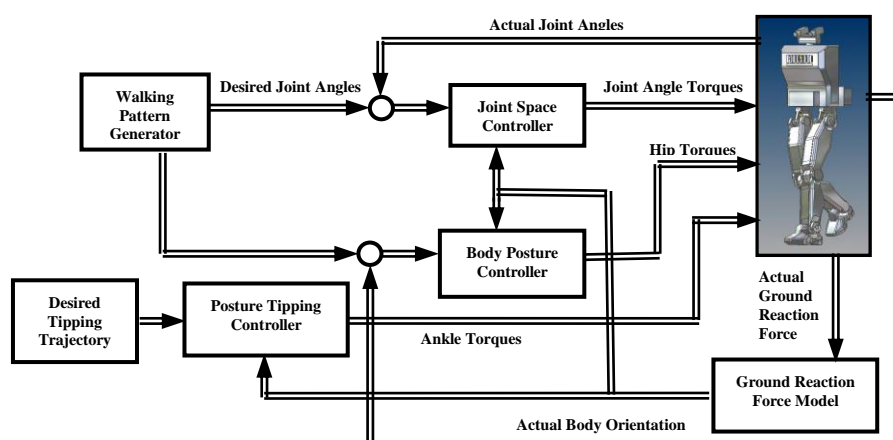 Actual Joint Angles
Desired Joint Angles
Walking
Pattern
Generator
Joint Space
Controller
Joint Angle Torques
Hip Torques
Body Posture
Controller
Desired
Tipping
Trajectory
Posture Tipping
Controller
Ankle Torques
Actual
Ground
Reaction
Force
Ground Reaction
Force Model
Actual Body Orientation